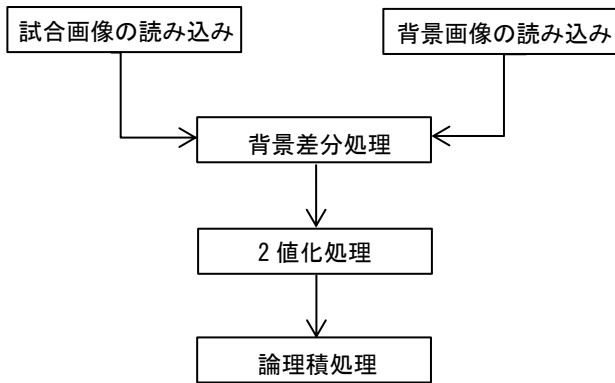 試合画像の読み込み
背景画像の読み込み
背景差分処理
2値化処理
論理積処理